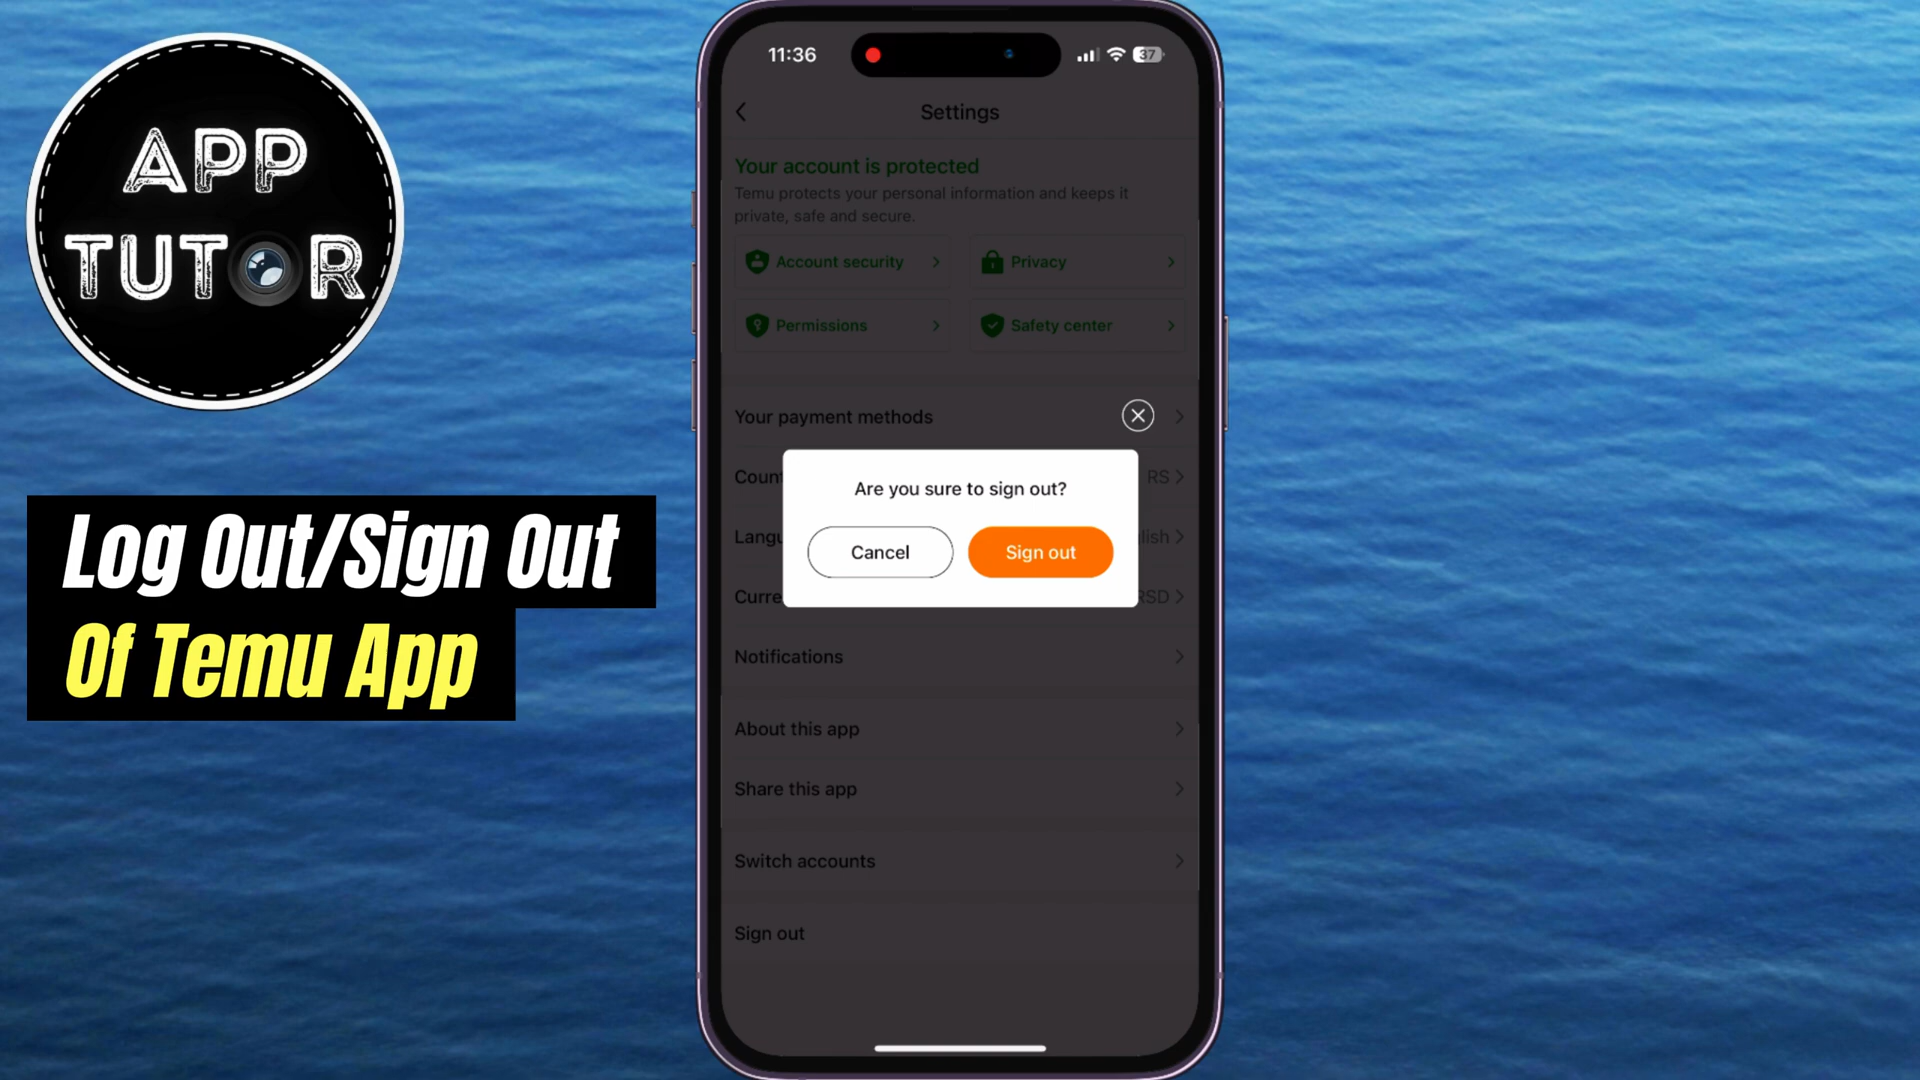 APP
TUTOR
Log Out/Sign Out
Of Temu App
11:36
37
Settings
Your account is protected
Temu protects your personal information and keeps it
private, safe and secure.
Account security
Privacy
Permissions
Safety center
Your payment methods
Coun
RS
Are you sure to sign out?
Langu
lish
Cancel
Sign out
Curre
RSD
Notifications
About this app
Share this app
Switch accounts
Sign out